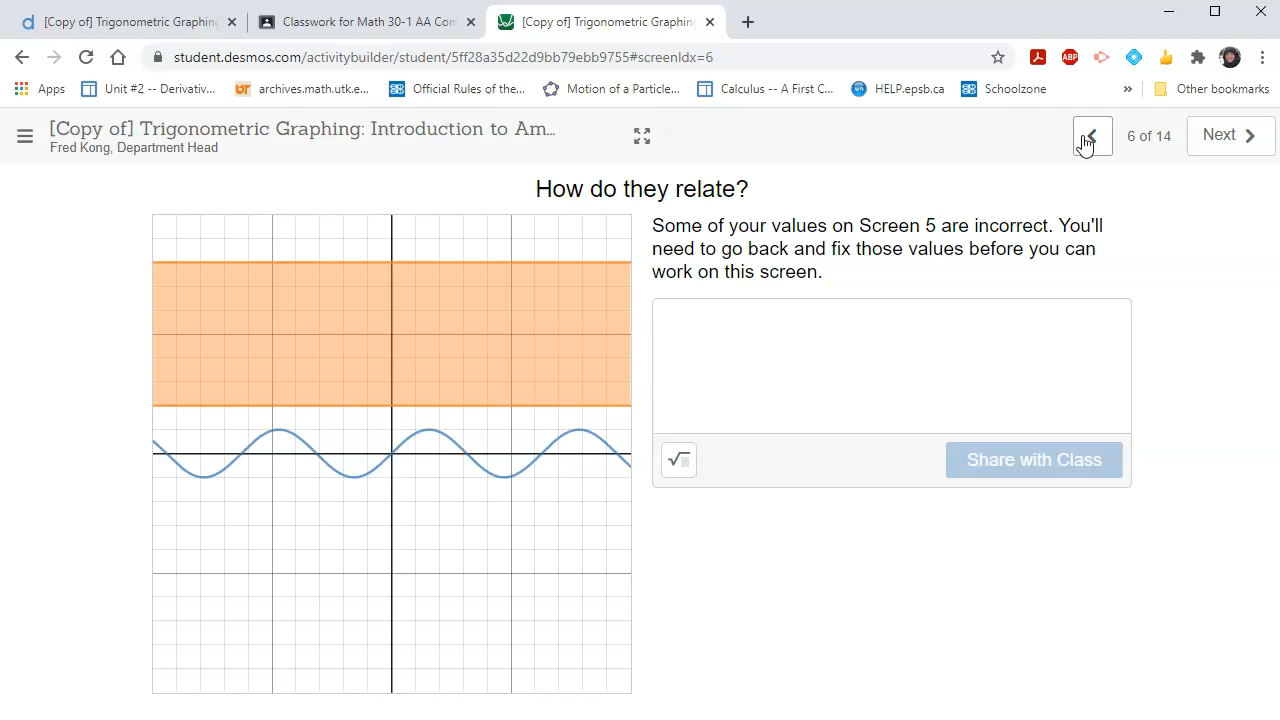 [Copy of] Trigonometric Graphing
Classwork for Math 30-1 AA Com
[Copy of] Trigonometric Graphin
student.desmos.com/activitybuilder/student/5ff28a35d22d9bb79ebb9755#screenIdx=6
ABP
Apps
Unit #2 -- Derivativ...
archives.math.utk.e...
Official Rules of the...
Motion of a Particle...
Calculus -- A First C...
HELP.epsb.ca
Schoolzone
»
Other bookmarks
[Copy of] Trigonometric Graphing: Introduction to Am...
Fred Kong, Department Head
6 of 14
Next
How do they relate?
Some of your values on Screen 5 are incorrect. You'll
need to go back and fix those values before you can
work on this screen.
Share with Class